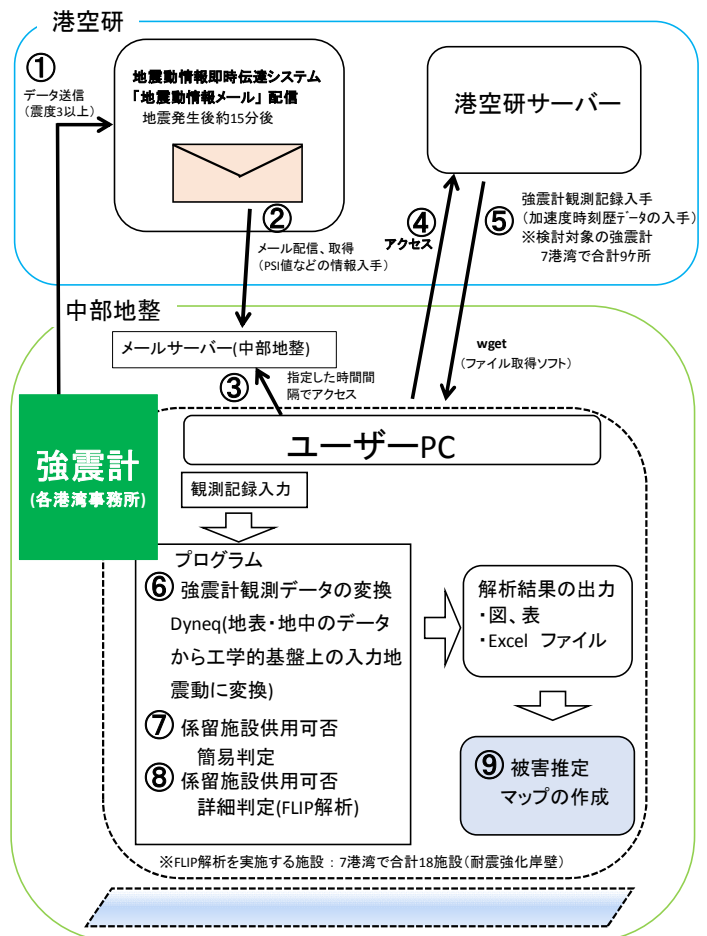 港空研
①
データ送信
(震度3以上)
地震動情報即時伝達システム
「地震動情報メール」配信
地震発生後約15分後
港空研サーバー
②
メール配信、取得
(PSI値などの情報入手)
④
アクセス
⑤
強震計観測記録入手
(加速度時刻歴ﾃﾞｰﾀの入手)
※検討対象の強震計
7港湾で合計9ケ所
中部地整
メールサーバー(中部地整)
③
指定した時間間
隔でアクセス
wget
(ファイル取得ソフト)
強震計
(各港湾事務所)
ユーザーPC
観測記録入力
プログラム
⑥ 強震計観測データの変換
Dyneq(地表・地中のデータ
から工学的基盤上の入力地
震動に変換)
⑦ 係留施設供用可否
簡易判定
⑧ 係留施設供用可否
詳細判定(FLIP解析)
解析結果の出力
・図、表
・Excel ファイル
⑨ 被害推定
マップの作成
※FLIP解析を実施する施設：7港湾で合計18施設(耐震強化岸壁)